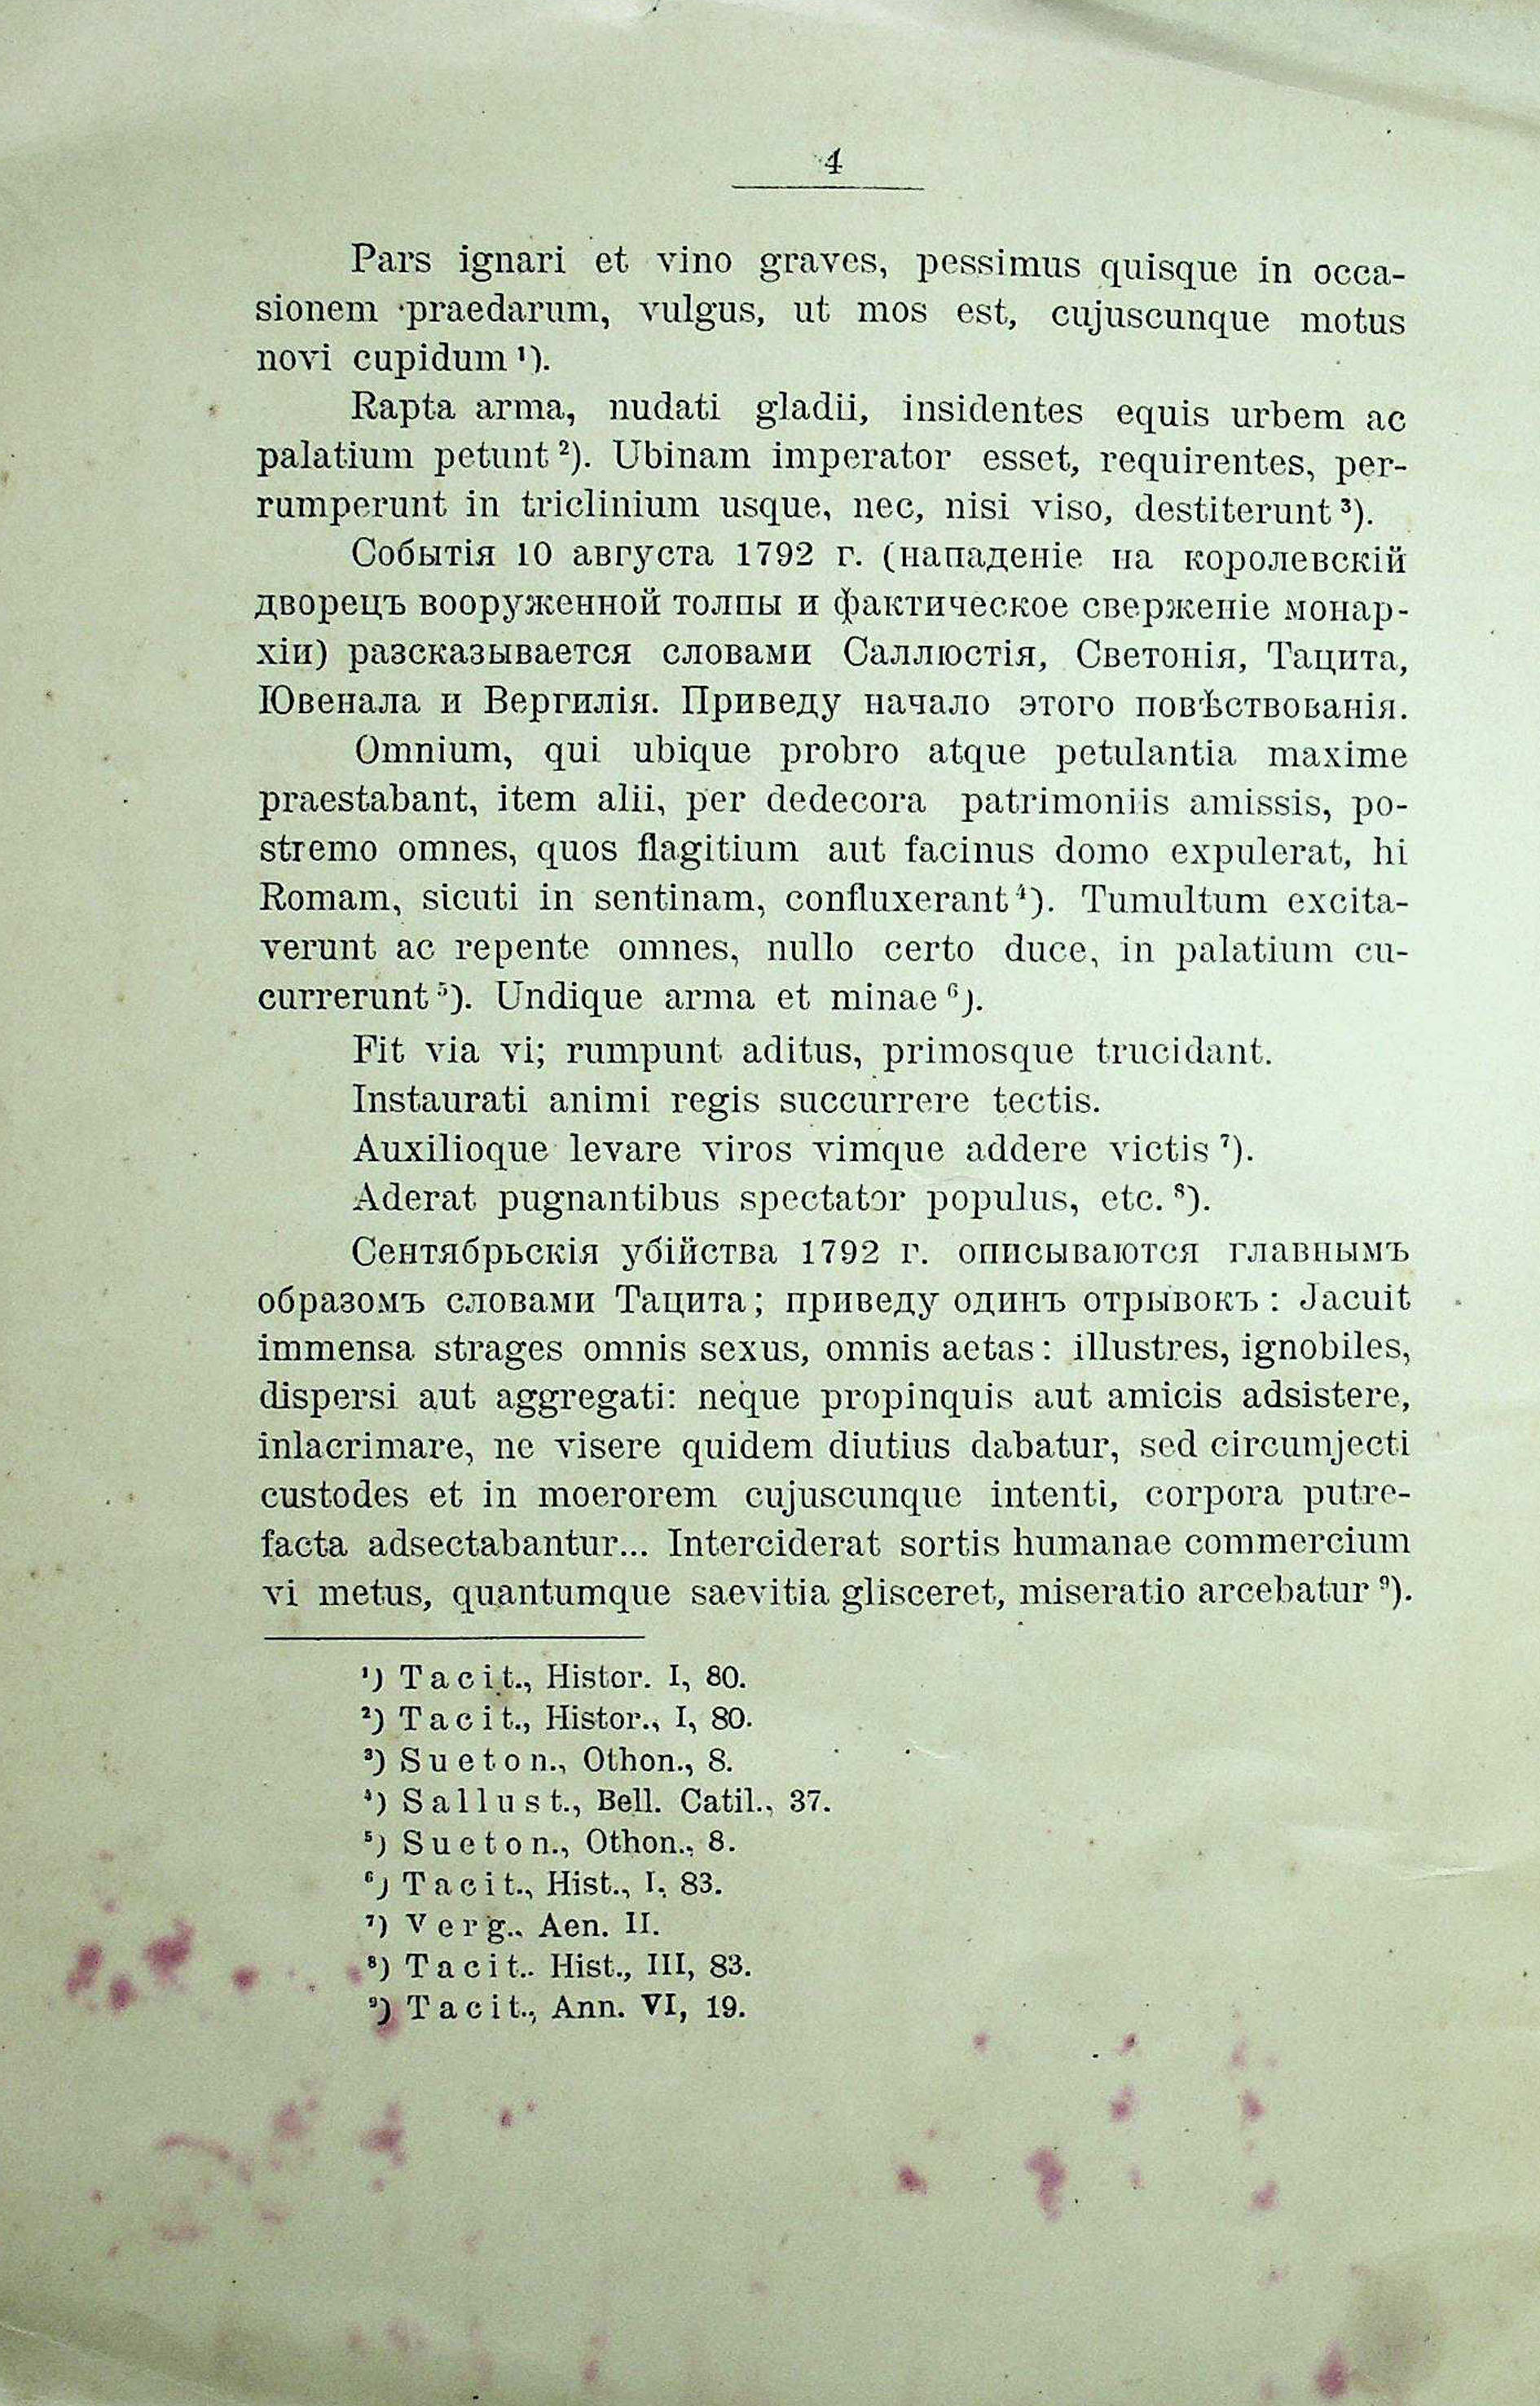 4
Pars ignari et vino graves, pessimus quisque in occa-
sionem praedarum, vulgus, ut mos est, cujuscunque motus
novi cupidum ¹).
Rapta arma, nudati gladii, insidentes equis urbem ac
palatium petunt ²). Ubinam imperator esset, requirentes, per-
rumperunt in triclinium usque, nec, nisi viso, destiterunt ³).
Событія 10 августа 1792 г. (нападеніе на королевскій
дворецъ вооруженной толпы и фактическое сверженіе монар-
хіи) разсказывается словами Саллюстія, Светонія, Тацита,
Ювенала и Вергилія. Приведу начало этого повѣствованія.
Omnium, qui ubique probro atque petulantia maxime
praestabant, item alii, per dedecora patrimoniis amissis, po-
stremo omnes, quos flagitium aut facinus domo expulerat, hi
Romam, sicuti in sentinam, confluxerant ⁴). Tumultum excita-
verunt ac repente omnes, nullo certo duce, in palatium cu-
currerunt ⁵). Undique arma et minae ⁶).
Fit via vi; rumpunt aditus, primosque trucidant.
Instaurati animi regis succurrere tectis.
Auxilioque levare viros vimque addere victis ⁷).
Aderat pugnantibus spectator populus, etc. ⁸).
Сентябрьскія убійства 1792 г. описываются главнымъ
образомъ словами Тацита; приведу одинъ отрывокъ: Jacuit
immensa strages omnis sexus, omnis aetas: illustres, ignobiles,
dispersi aut aggregati: neque propinquis aut amicis adsistere,
inlacrimare, ne visere quidem diutius dabatur, sed circumjecti
custodes et in moerorem cujuscunque intenti, corpora putre-
facta adsectabantur... Interciderat sortis humanae commercium
vi metus, quantumque saevitia glisceret, miseratio arcebatur ⁹).
¹) Tacit., Histor. I, 80.
²) Tacit., Histor., I, 80.
³) Sueton., Othon., 8.
⁴) Sallust., Bell. Catil., 37.
⁵) Sueton., Othon., 8.
⁶) Tacit., Hist., I, 83.
⁷) Verg., Aen. II.
⁸) Tacit.. Hist., III, 83.
⁹) Tacit., Ann. VI, 19.